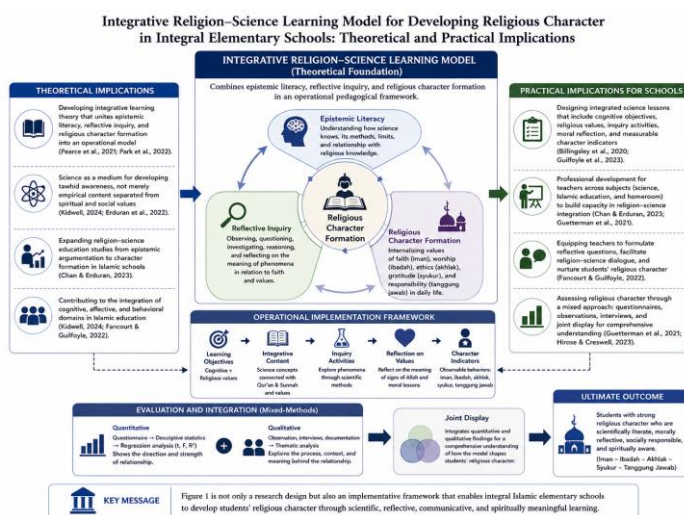 Integrative Religion–Science Learning Model for Developing Religious Character
in Integral Elementary Schools: Theoretical and Practical Implications
THEORETICAL IMPLICATIONS
Developing integrative learning
theory that unites epistemic
literacy, reflective inquiry, and
religious character formation
into an operational model
(Pearce et al., 2021; Park et al., 2022).
Science as a medium for developing
tawhid awareness, not merely
empirical content separated from
spiritual and social values
(Kidwell, 2024; Erduran et al., 2022).
Expanding religion–science
education studies from epistemic
argumentation to character
formation in Islamic schools
(Chan & Erduran, 2023).
Contributing to the integration of
cognitive, affective, and behavioral
domains in Islamic education
(Kidwell, 2024; Fancourt &
Guilfoyle, 2022).
INTEGRATIVE RELIGION–SCIENCE LEARNING MODEL
(Theoretical Foundation)
Combines epistemic literacy, reflective inquiry, and religious character formation
in an operational pedagogical framework.
Epistemic Literacy
Understanding how science
knows, its methods, limits, and
relationship with
religious knowledge.
Reflective Inquiry
Observing, questioning,
investigating, reasoning,
and reflecting on the
meaning of phenomena
in relation to faith
and values.
Religious
Character
Formation
Religious
Character Formation
Internalizing values
of faith (iman), worship
(ibadah), ethics (akhlak),
gratitude (syukur), and
responsibility (tanggung
jawab) in daily life.
PRACTICAL IMPLICATIONS FOR SCHOOLS
Designing integrated science lessons
that include cognitive objectives,
religious values, inquiry activities,
moral reflection, and measurable
character indicators
(Billingsley et al., 2020;
Guilfoyle et al., 2023).
Professional development for
teachers across subjects (science,
Islamic education, and homeroom)
to build capacity in religion–science
integration (Chan & Erduran, 2023;
Guetterman et al., 2021).
Equipping teachers to formulate
reflective questions, facilitate
religion–science dialogue, and
nurture students' religious character
(Fancourt & Guilfoyle, 2022).
Assessing religious character through
a mixed approach: questionnaires,
observations, interviews, and
joint display for comprehensive
understanding (Guetterman et al., 2021;
Hirose & Creswell, 2023).
OPERATIONAL IMPLEMENTATION FRAMEWORK
Learning
Objectives
Cognitive +
Religious values
Integrative
Content
Science concepts
connected with
Qur'an & Sunnah
and values
Inquiry
Activities
Explore phenomena
through scientific
methods
Reflection on
Values
Reflect on the meaning
of signs of Allah and
moral lessons
Character
Indicators
Observable behaviors:
iman, ibadah, akhlak,
syukur, tanggung jawab
EVALUATION AND INTEGRATION (Mixed-Methods)
Quantitative
Questionnaire → Descriptive statistics
→ Regression analysis (t, F, R²)
Shows the direction and strength
of relationship.
Qualitative
Observation, interviews, documentation
→ Thematic analysis
Explains the process, context, and
meaning behind the relationship.
Joint Display
Integrates quantitative and
qualitative findings for a
comprehensive understanding
of how the model shapes
students' religious character.
ULTIMATE OUTCOME
Students with strong
religious character who are
scientifically literate, morally
reflective, socially responsible,
and spiritually aware.
(Iman – Ibadah – Akhlak –
Syukur – Tanggung Jawab)
KEY MESSAGE
Figure 1 is not only a research design but also an implementative framework that enables integral Islamic elementary schools
to develop students' religious character through scientific, reflective, communicative, and spiritually meaningful learning.